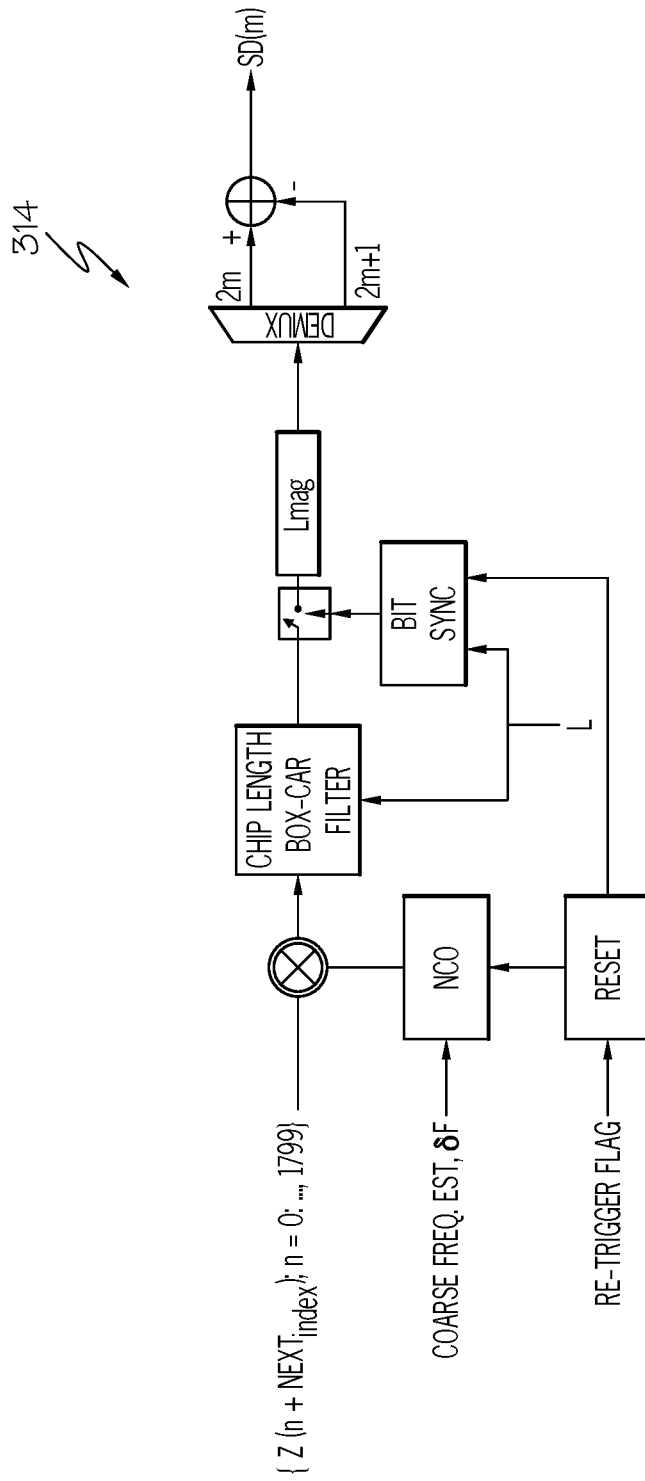 314
{ Z (n + NEXT_index); n = 0: ..., 1799}
CHIP LENGTH
BOX-CAR
FILTER
Lmag
DEMUX
2m
+
2m+1
-
SD(m)
COARSE FREQ. EST, δF
NCO
BIT
SYNC
L
RE-TRIGGER FLAG
RESET